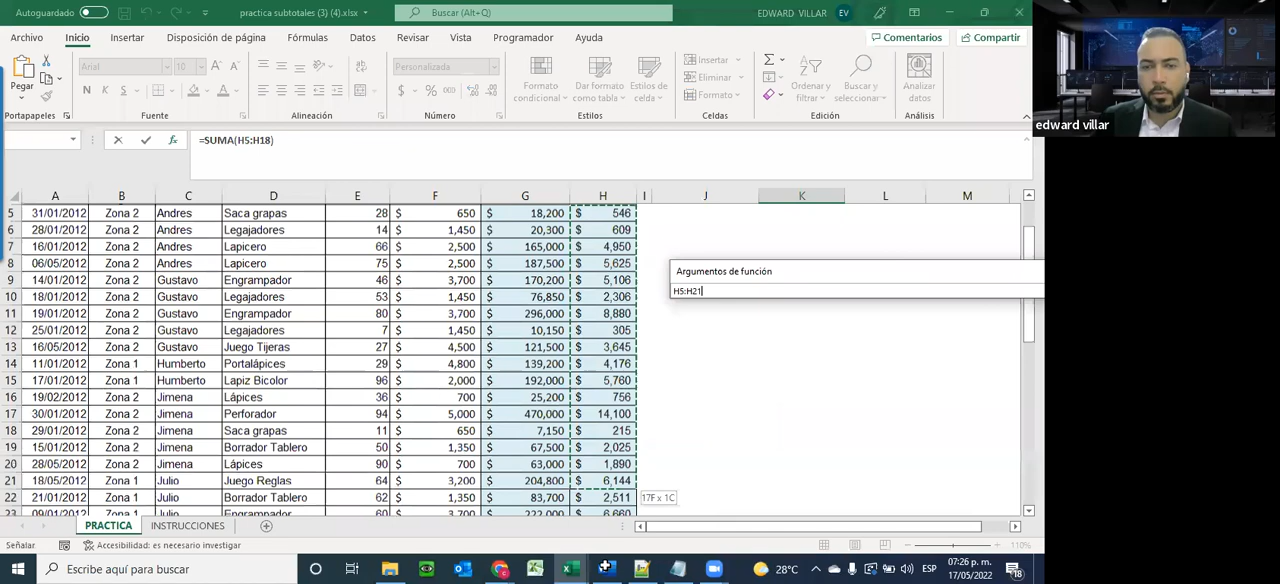 Autoguardado
practica subtotales (3) (4).xlsx
Buscar (Alt+Q)
EDWARD VILLAR EV
Archivo Inicio Insertar Disposición de página Fórmulas Datos Revisar Vista Programador Ayuda
Comentarios Compartir
Pegar
Arial 10
N K S
Personalizada
$ % 000
Formato condicional
Dar formato como tabla
Estilos de celda
Insertar
Eliminar
Formato
Ordenar y filtrar
Buscar y seleccionar
Analizar datos
Portapapeles Fuente Alineación Número Estilos Celdas Edición Análisis
edward villar
fx =SUMA(H5:H18)
A B C D E F G H I J K L M
5 31/01/2012 Zona 2 Andres Saca grapas 28 $ 650 $ 18,200 $ 546
6 28/01/2012 Zona 2 Andres Legajadores 14 $ 1,450 $ 20,300 $ 609
7 16/01/2012 Zona 2 Andres Lapicero 66 $ 2,500 $ 165,000 $ 4,950
8 06/05/2012 Zona 2 Andres Lapicero 75 $ 2,500 $ 187,500 $ 5,625
9 14/01/2012 Zona 2 Gustavo Engrampador 46 $ 3,700 $ 170,200 $ 5,106
10 18/01/2012 Zona 2 Gustavo Legajadores 53 $ 1,450 $ 76,850 $ 2,306
11 19/01/2012 Zona 2 Gustavo Engrampador 80 $ 3,700 $ 296,000 $ 8,880
12 25/01/2012 Zona 2 Gustavo Legajadores 7 $ 1,450 $ 10,150 $ 305
13 16/05/2012 Zona 2 Gustavo Juego Tijeras 27 $ 4,500 $ 121,500 $ 3,645
14 11/01/2012 Zona 1 Humberto Portalápices 29 $ 4,800 $ 139,200 $ 4,176
15 17/01/2012 Zona 1 Humberto Lapiz Bicolor 96 $ 2,000 $ 192,000 $ 5,760
16 19/02/2012 Zona 2 Jimena Lápices 36 $ 700 $ 25,200 $ 756
17 30/01/2012 Zona 2 Jimena Perforador 94 $ 5,000 $ 470,000 $ 14,100
18 29/01/2012 Zona 2 Jimena Saca grapas 11 $ 650 $ 7,150 $ 215
19 15/01/2012 Zona 2 Jimena Borrador Tablero 50 $ 1,350 $ 67,500 $ 2,025
20 28/05/2012 Zona 2 Jimena Lápices 90 $ 700 $ 63,000 $ 1,890
21 18/05/2012 Zona 1 Julio Juego Reglas 64 $ 3,200 $ 204,800 $ 6,144
22 21/01/2012 Zona 1 Julio Borrador Tablero 62 $ 1,350 $ 83,700 $ 2,511
09/01/2012 Zona 1 Julio Engrampador 60 $ 3,700 $ 222,000 $ 6,660
Argumentos de función
H5:H21
17F x 1C
PRACTICA INSTRUCCIONES
Señalar
Accesibilidad: es necesario investigar
110%
Escribe aquí para buscar
28°C
ESP
07:26 p. m.
17/05/2022
18